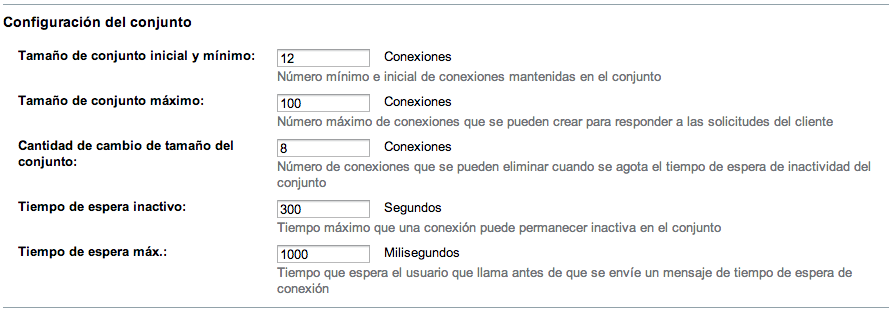 Configuración del conjunto
Tamaño de conjunto inicial y mínimo: 12 Conexiones
Número mínimo e inicial de conexiones mantenidas en el conjunto
Tamaño de conjunto máximo: 100 Conexiones
Número máximo de conexiones que se pueden crear para responder a las solicitudes del cliente
Cantidad de cambio de tamaño del
conjunto: 8 Conexiones
Número de conexiones que se pueden eliminar cuando se agota el tiempo de espera de inactividad del
conjunto
Tiempo de espera inactivo: 300 Segundos
Tiempo máximo que una conexión puede permanecer inactiva en el conjunto
Tiempo de espera máx.: 1000 Milisegundos
Tiempo que espera el usuario que llama antes de que se envíe un mensaje de tiempo de espera de
conexión